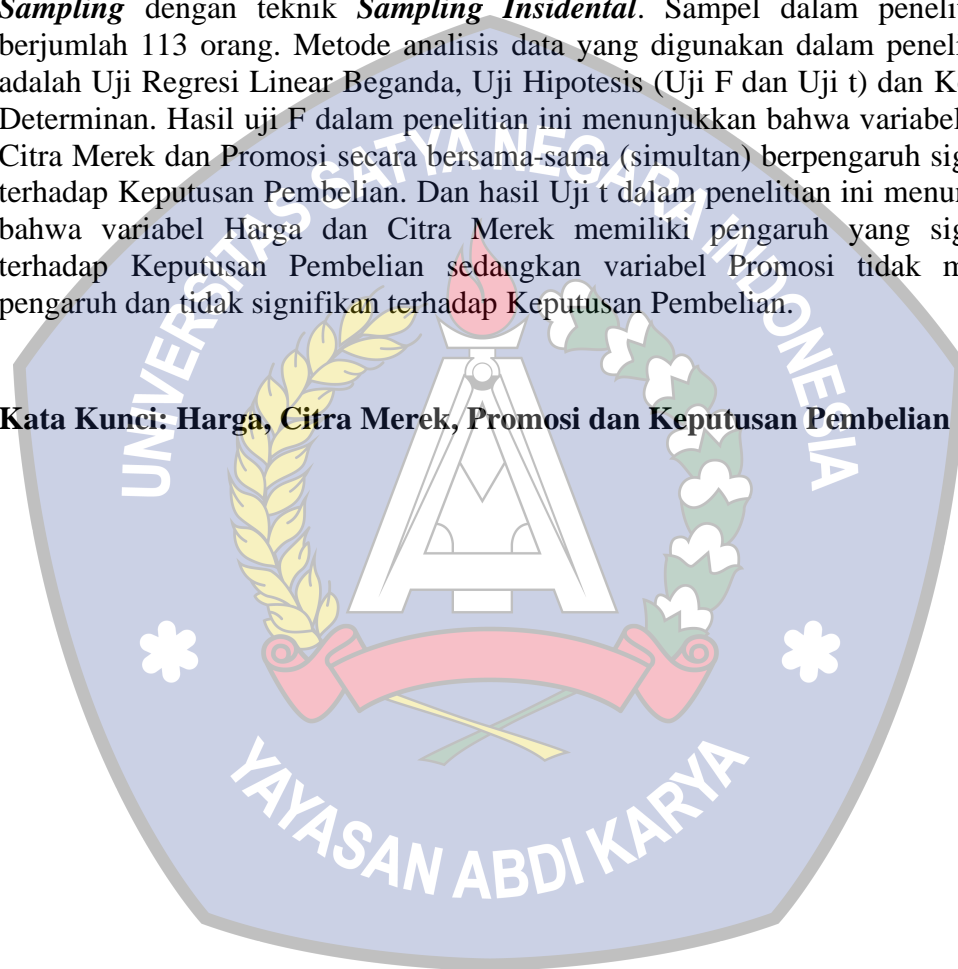 Sampling dengan teknik Sampling Insidental. Sampel dalam penelit
berjumlah 113 orang. Metode analisis data yang digunakan dalam peneli
adalah Uji Regresi Linear Beganda, Uji Hipotesis (Uji F dan Uji t) dan Ko
Determinan. Hasil uji F dalam penelitian ini menunjukkan bahwa variabel
Citra Merek dan Promosi secara bersama-sama (simultan) berpengaruh sig
terhadap Keputusan Pembelian. Dan hasil Uji t dalam penelitian ini menun
bahwa variabel Harga dan Citra Merek memiliki pengaruh yang sig
terhadap Keputusan Pembelian sedangkan variabel Promosi tidak m
pengaruh dan tidak signifikan terhadap Keputusan Pembelian.
Kata Kunci: Harga, Citra Merek, Promosi dan Keputusan Pembelian
UNIVERSITAS SATYA NEGARA INDONESIA
YAYASAN ABDI KARYA